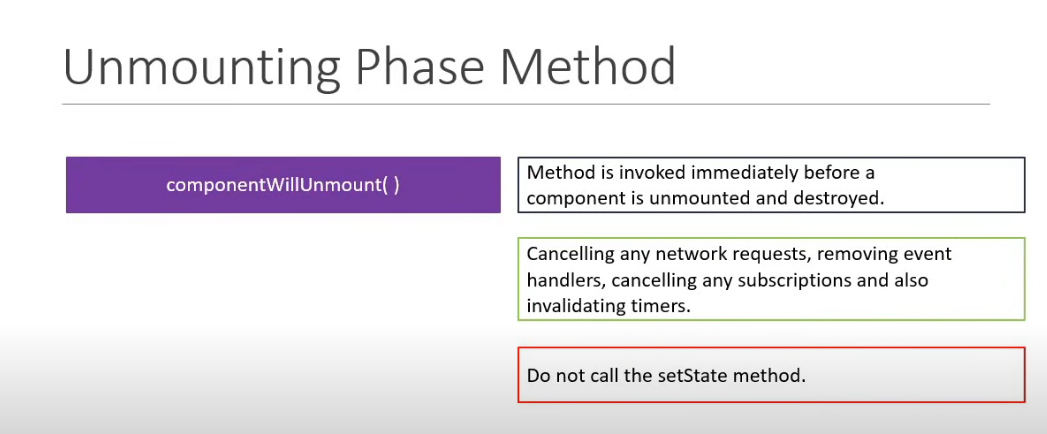 Unmounting Phase Method
componentWillUnmount( )
Method is invoked immediately before a
component is unmounted and destroyed.
Cancelling any network requests, removing event
handlers, cancelling any subscriptions and also
invalidating timers.
Do not call the setState method.